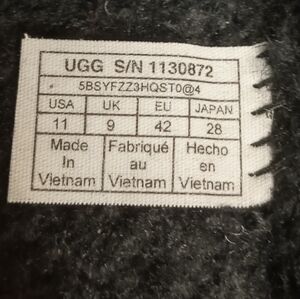 UGG S/N 1130872
5BSYFZZ3HQST0@4
USA UK EU JAPAN
11 9 42 28
Made In Vietnam
Fabriqué au Vietnam
Hecho en Vietnam